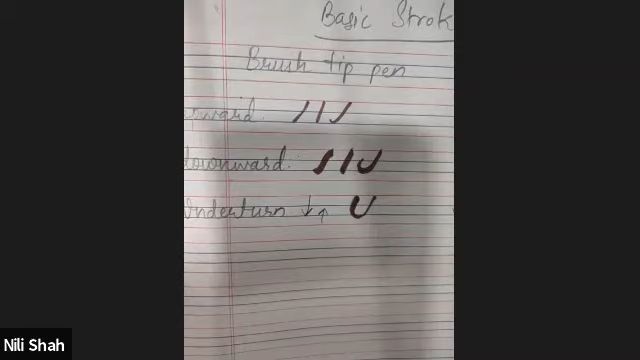 Basic Strok
Brush tip pen
pward.
downward.
Underturn ↓↑
Nili Shah